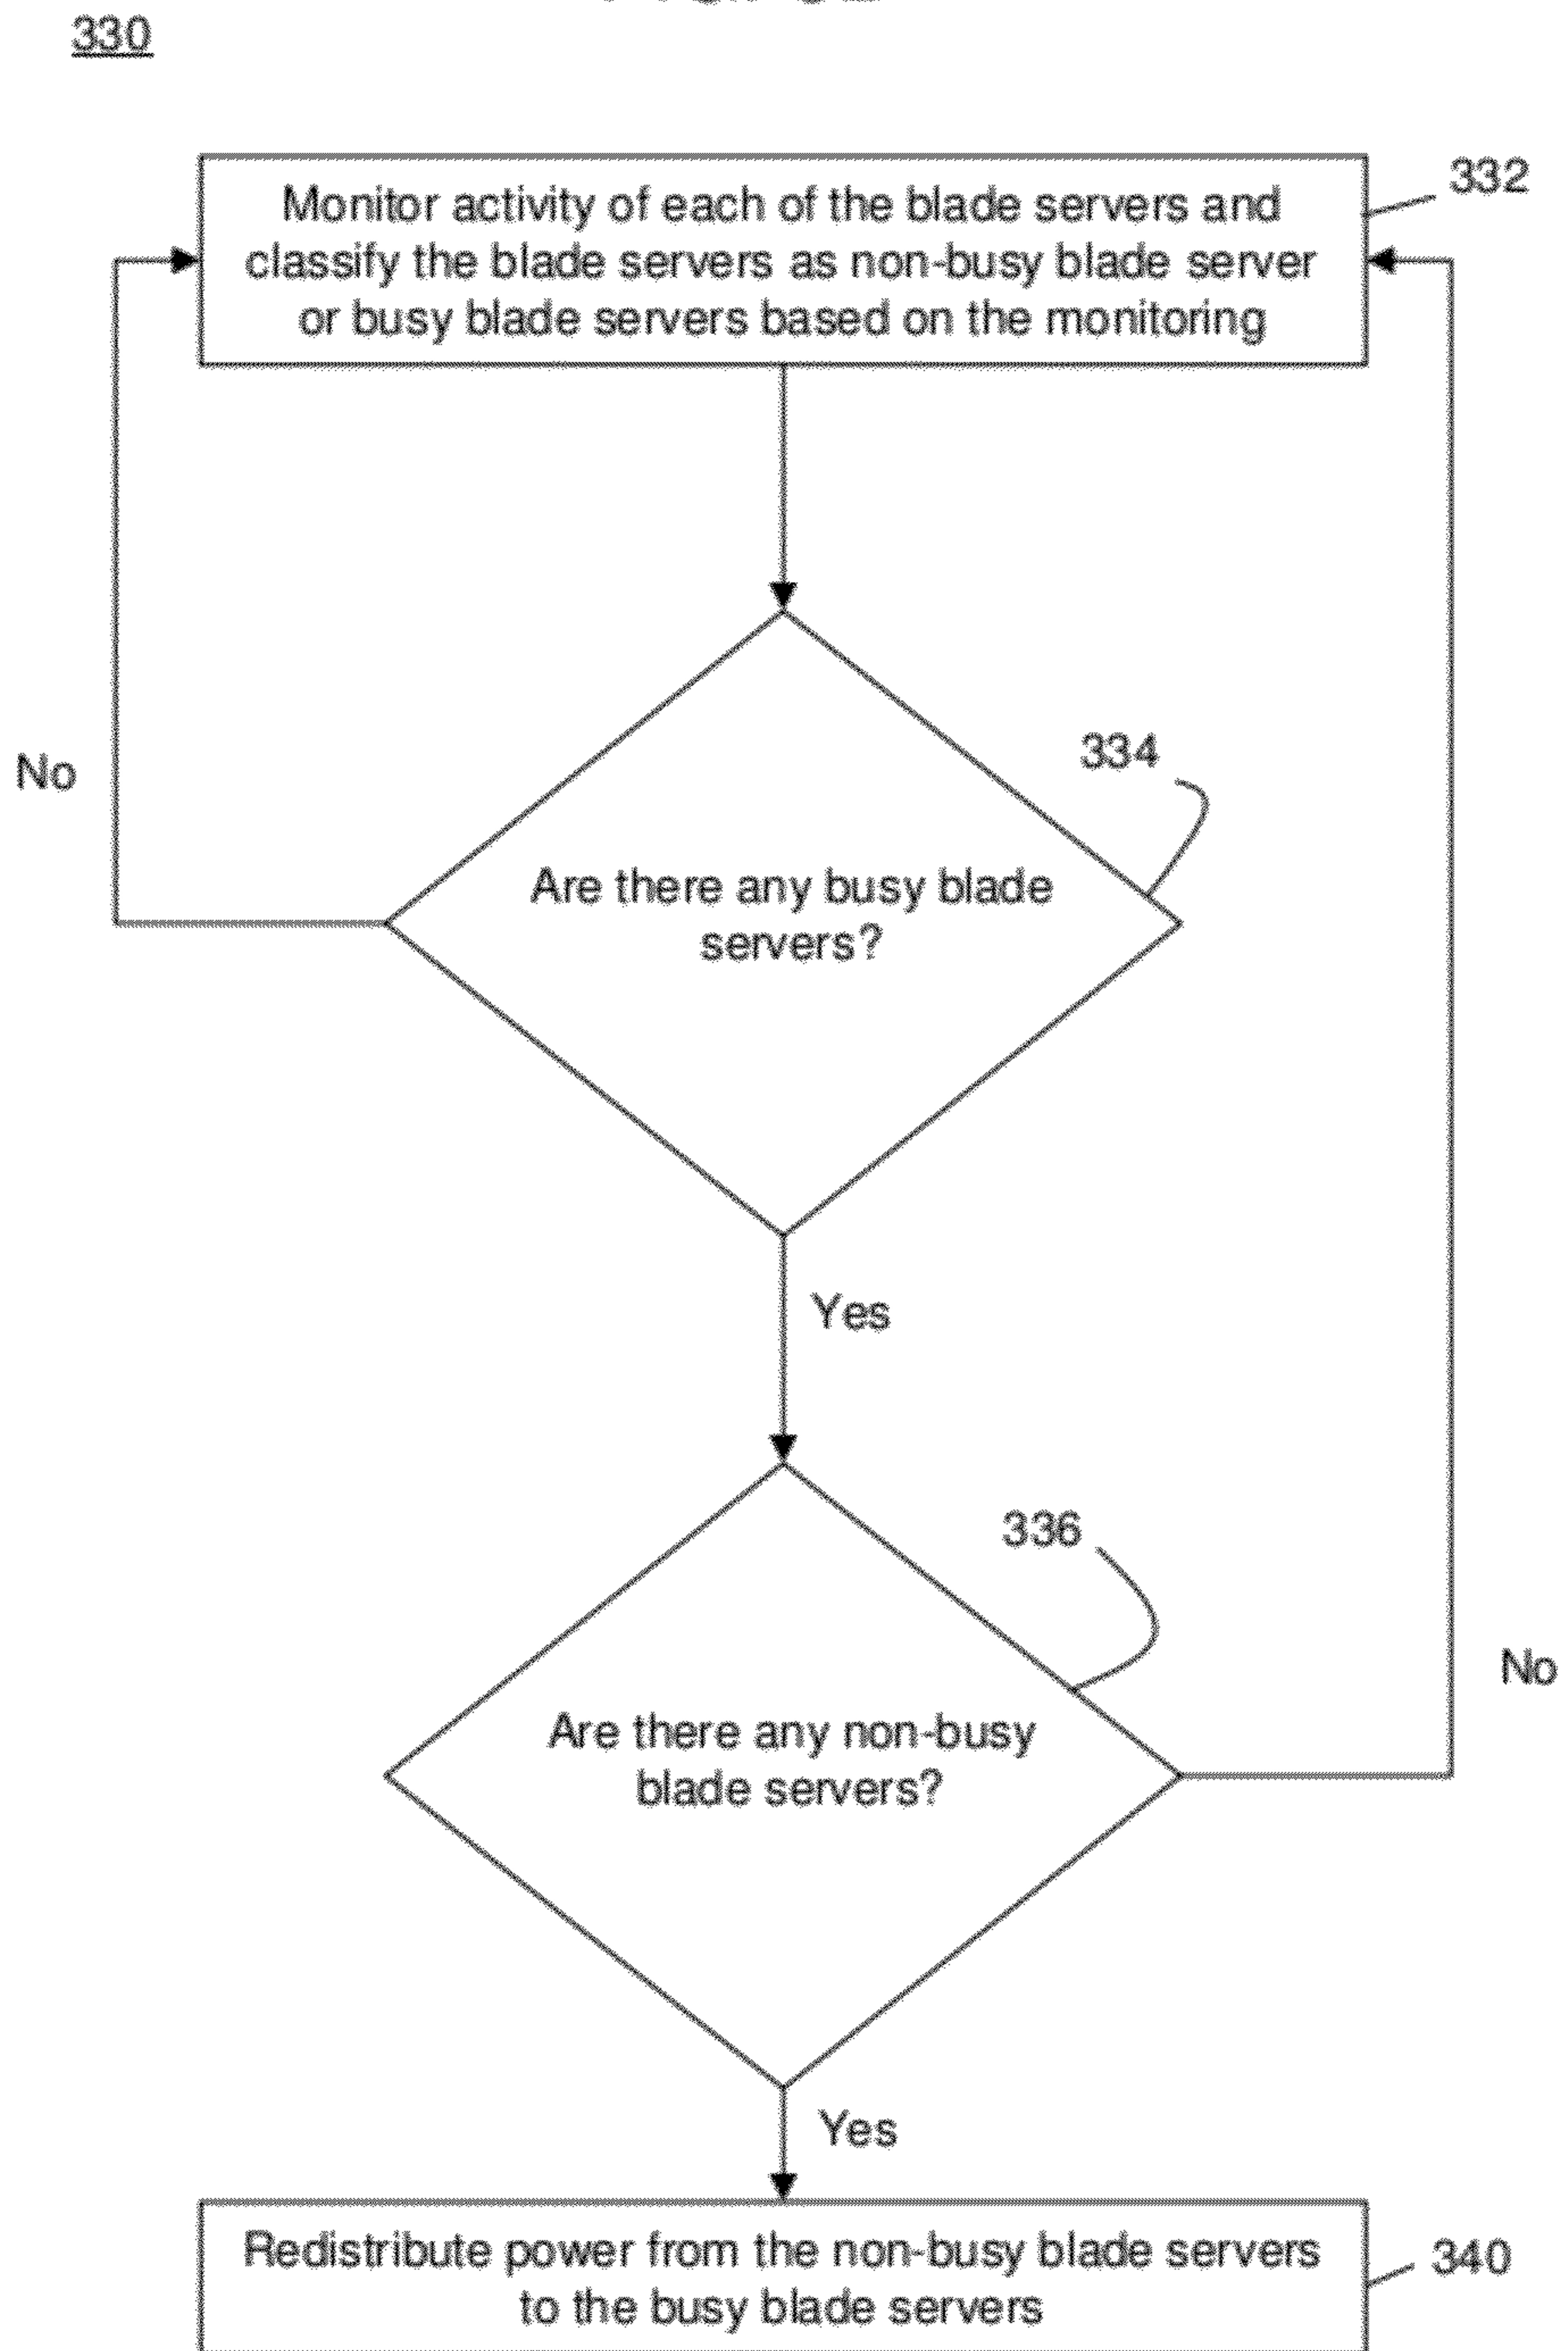 330
Monitor activity of each of the blade servers and
classify the blade servers as non-busy blade server
or busy blade servers based on the monitoring
332
No
334
Are there any busy blade
servers?
Yes
336
No
Are there any non-busy
blade servers?
Yes
Redistribute power from the non-busy blade servers
to the busy blade servers
340